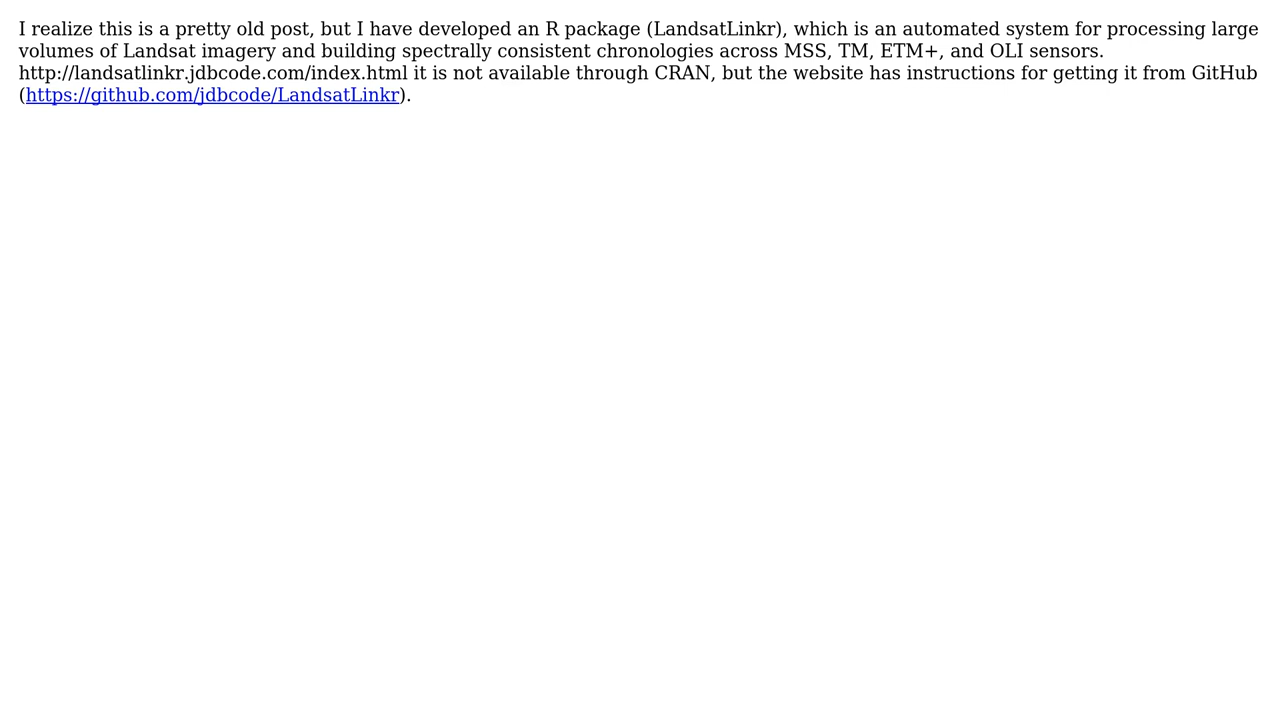 I realize this is a pretty old post, but I have developed an R package (LandsatLinkr), which is an automated system for processing large
volumes of Landsat imagery and building spectrally consistent chronologies across MSS, TM, ETM+, and OLI sensors.
http://landsatlinkr.jdbcode.com/index.html it is not available through CRAN, but the website has instructions for getting it from GitHub
(https://github.com/jdbcode/LandsatLinkr).